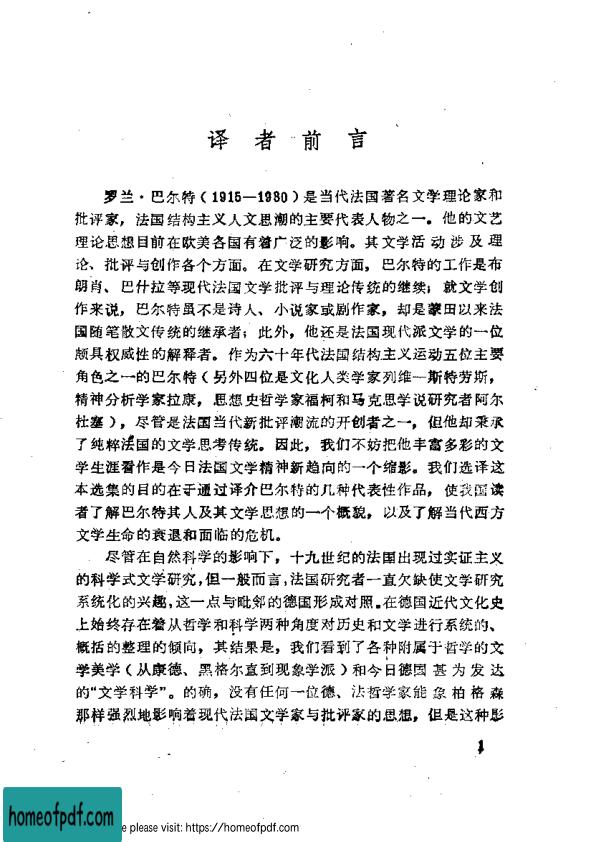 译者前言
罗兰·巴尔特（1915—1980）是当代法国著名文学理论家和
批评家，法国结构主义人文思潮的主要代表人物之一。他的文艺
理论思想目前在欧美各国有着广泛的影响。其文学活动涉及理
论、批评与创作各个方面。在文学研究方面，巴尔特的工作是布
朗肖、巴什拉等现代法国文学批评与理论传统的继续；就文学创
作来说，巴尔特虽不是诗人、小说家或剧作家，却是蒙田以来法
国随笔散文传统的继承者；此外，他还是法国现代派文学的一位
颇具权威性的解释者。作为六十年代法国结构主义运动五位主要
角色之一的巴尔特（另外四位是文化人类学家列维—斯特劳斯，
精神分析学家拉康，思想史哲学家福柯和马克思学说研究者阿尔
杜塞），尽管是法国当代新批评潮流的开创者之一，但他却秉承
了纯粹法国的文学思考传统。因此，我们不妨把他丰富多彩的文
学生涯看作是今日法国文学精神新趋向的一个缩影。我们选译这
本选集的目的在于通过译介巴尔特的几种代表性作品，使我国读
者了解巴尔特其人及其文学思想的一个概貌，以及了解当代西方
文学生命的衰退和面临的危机。
尽管在自然科学的影响下，十九世纪的法国出现过实证主义
的科学式文学研究，但一般而言，法国研究者一直欠缺使文学研究
系统化的兴趣，这一点与毗邻的德国形成对照。在德国近代文化史
上始终存在着从哲学和科学两种角度对历史和文学进行系统的、
概括的整理的倾向，其结果是，我们看到了各种附属于哲学的文
学美学（从康德、黑格尔直到现象学派）和今日德国甚为发达
的“文学科学”。的确，没有任何一位德、法哲学家能象柏格森
那样强烈地影响着现代法国文学家与批评家的思想，但是这种影
1
homeofpdf.com
e please visit: https://homeofpdf.com